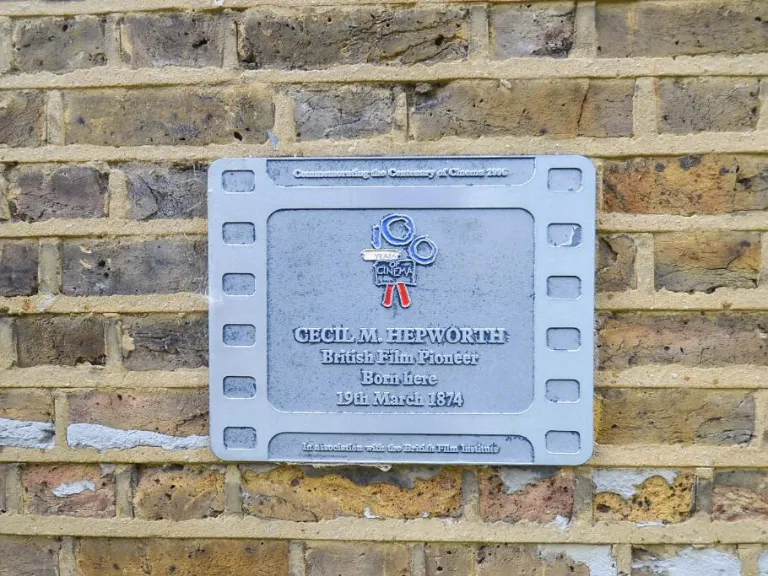 Commemorating the Centenary of Cinema 1996
100
YEARS
OF
CINEMA
CECIL M. HEPWORTH
British Film Pioneer
Born here
19th March 1874
In association with the British Film Institute